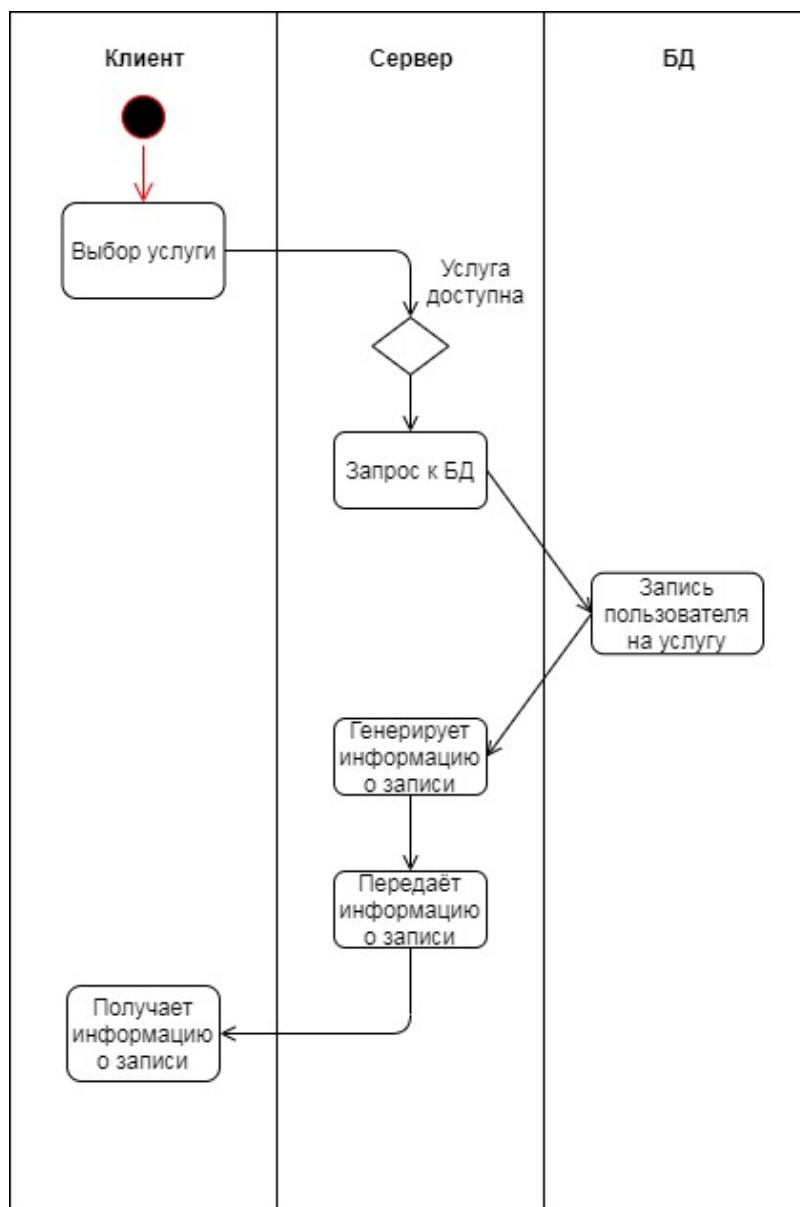 Клиент
Сервер
БД
Выбор услуги
Услуга
доступна
Запрос к БД
Запись
пользователя
на услугу
Генерирует
информацию
о записи
Передаёт
информацию
о записи
Получает
информацию
о записи